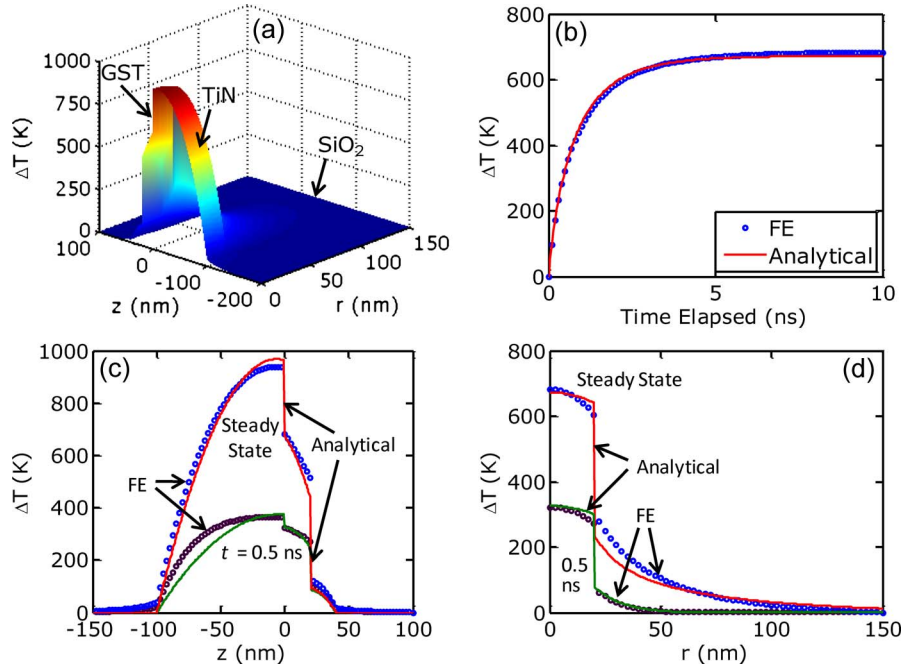 (a)
1000
750
500
250
0
ΔT (K)
GST
TiN
SiO2
100
0
-100
-200
z (nm)
0
50
100
150
r (nm)
(b)
800
600
400
200
0
ΔT (K)
FE
Analytical
0
5
10
Time Elapsed (ns)
(c)
1000
800
600
400
200
0
ΔT (K)
Steady
State
Analytical
FE
t = 0.5 ns
-150
-100
-50
0
50
100
z (nm)
(d)
800
600
400
200
0
ΔT (K)
Steady State
Analytical
FE
0.5
ns
0
50
100
150
r (nm)